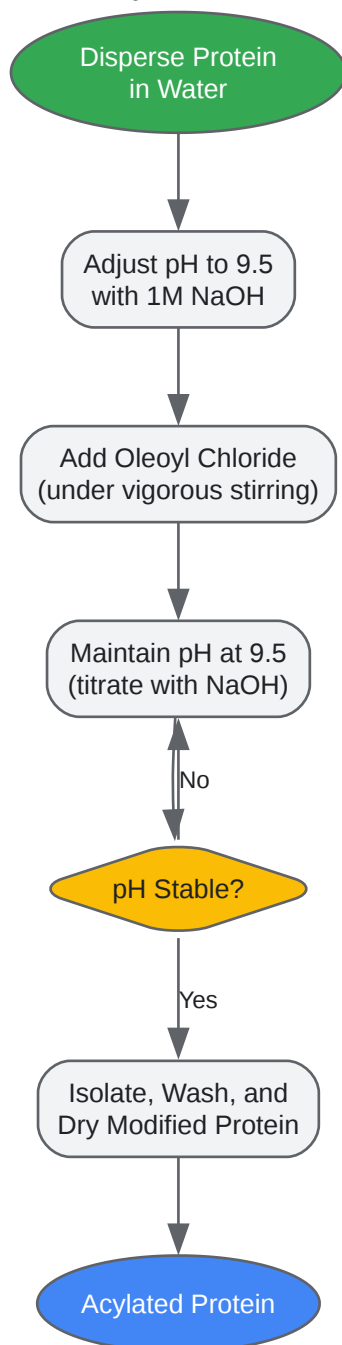 Disperse Protein
in Water
Adjust pH to 9.5
with 1M NaOH
Add Oleoyl Chloride
(under vigorous stirring)
Maintain pH at 9.5
(titrate with NaOH)
No
pH Stable?
Yes
Isolate, Wash, and
Dry Modified Protein
Acylated Protein